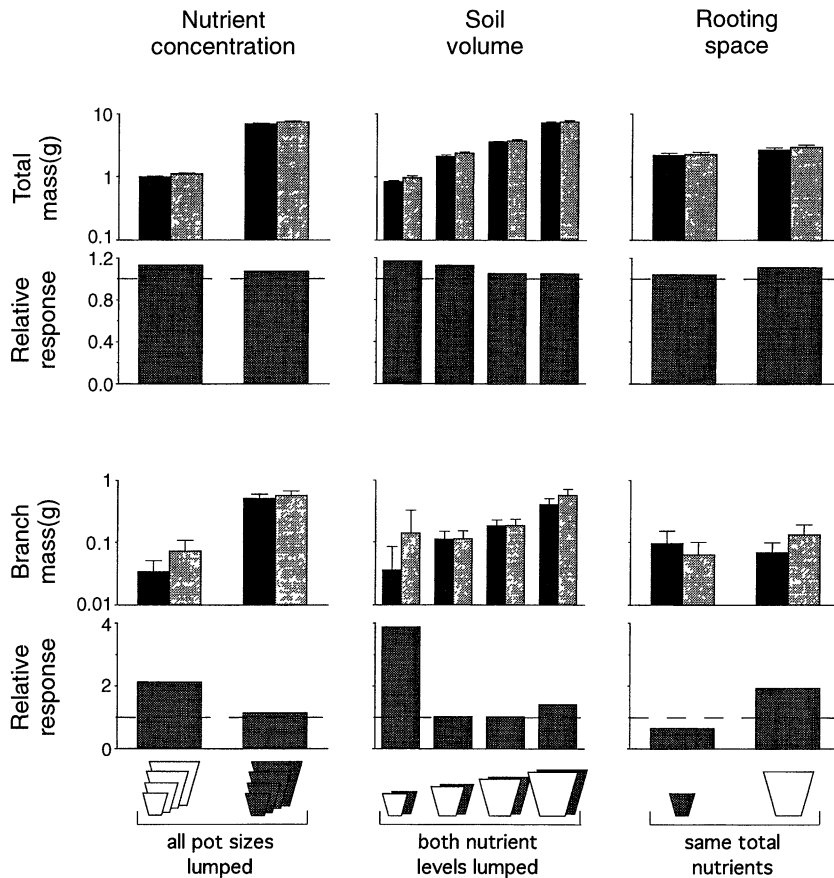 Nutrient
concentration
Soil
volume
Rooting
space
Total
mass(g)
10
1
0.1
Relative
response
1.2
0.8
0.4
0.0
Branch
mass(g)
1
0.1
0.01
Relative
response
4
2
0
all pot sizes
lumped
both nutrient
levels lumped
same total
nutrients